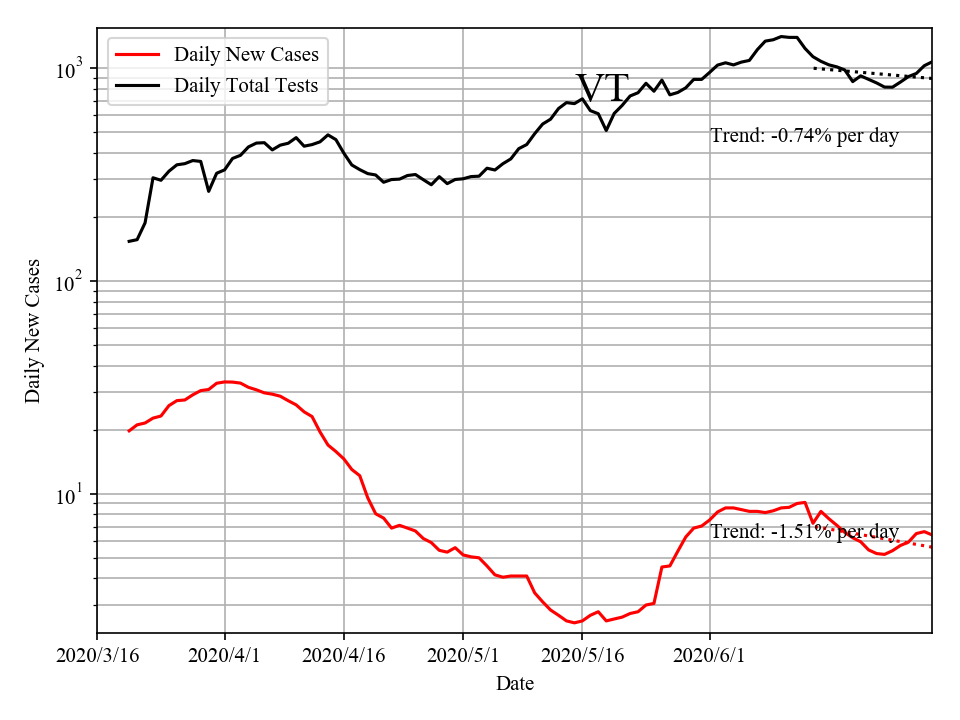 Daily New Cases
Daily Total Tests
VT
10³
Trend: -0.74% per day
10²
Daily New Cases
10¹
Trend: -1.51% per day
2020/3/16 2020/4/1 2020/4/16 2020/5/1 2020/5/16 2020/6/1
Date